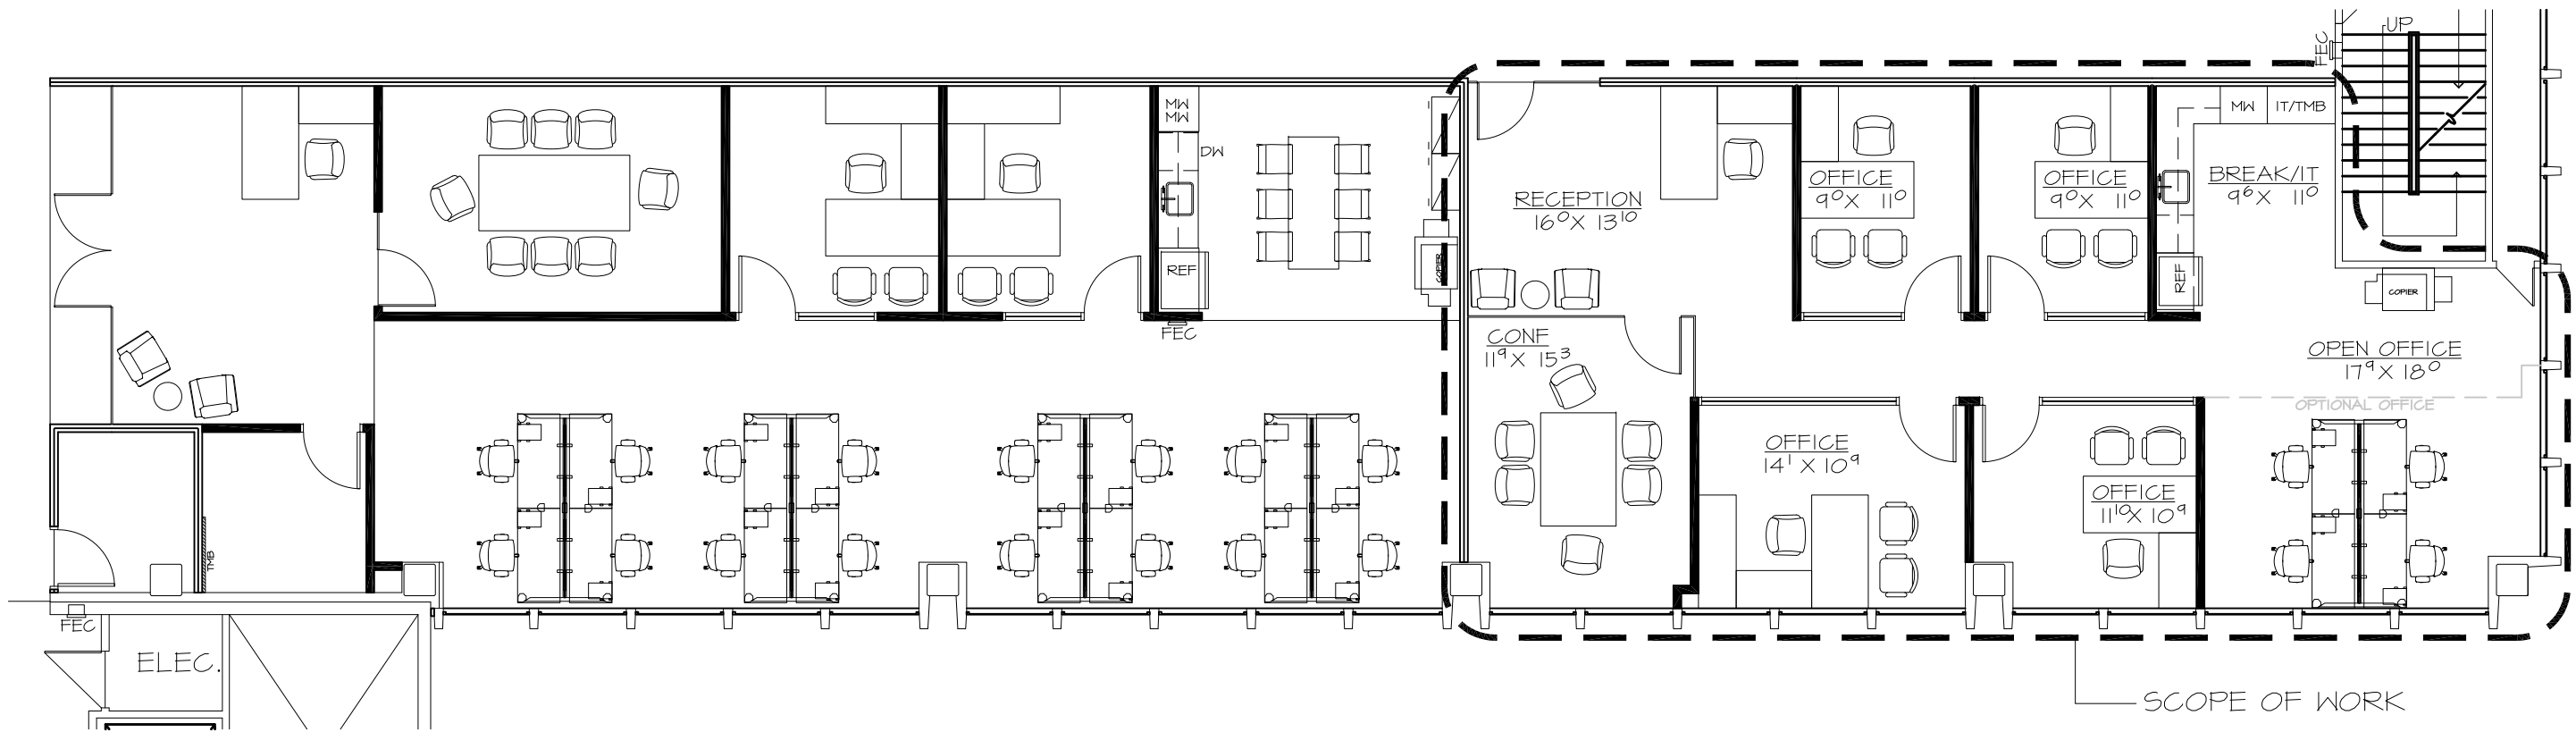 UP
FEC
MW
MW
DW
REF
FEC
COPIER
RECEPTION
16⁰X 13¹⁰
OFFICE
9⁰X 11⁰
OFFICE
9⁰X 11⁰
MW
IT/TMB
BREAK/IT
9⁶X 11⁰
REF
COPIER
CONF
11⁹X 15³
OPEN OFFICE
17⁹X 18⁰
OPTIONAL OFFICE
OFFICE
14¹X 10⁹
OFFICE
11¹⁰X 10⁹
TMB
FEC
ELEC.
SCOPE OF WORK